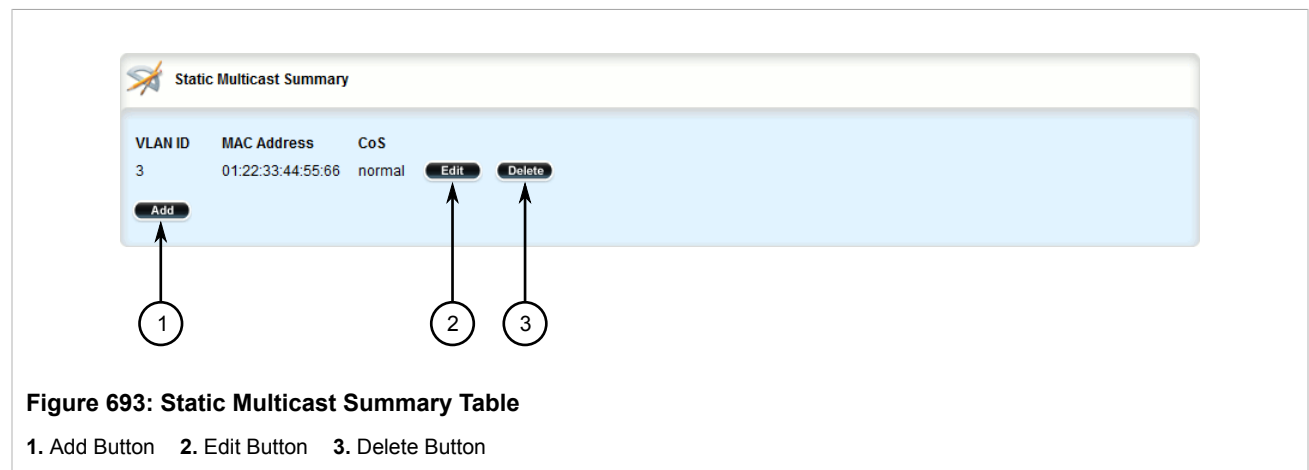 Static Multicast Summary
VLAN ID MAC Address CoS
3 01:22:33:44:55:66 normal Edit Delete
Add
1 2 3
Figure 693: Static Multicast Summary Table
1. Add Button 2. Edit Button 3. Delete Button